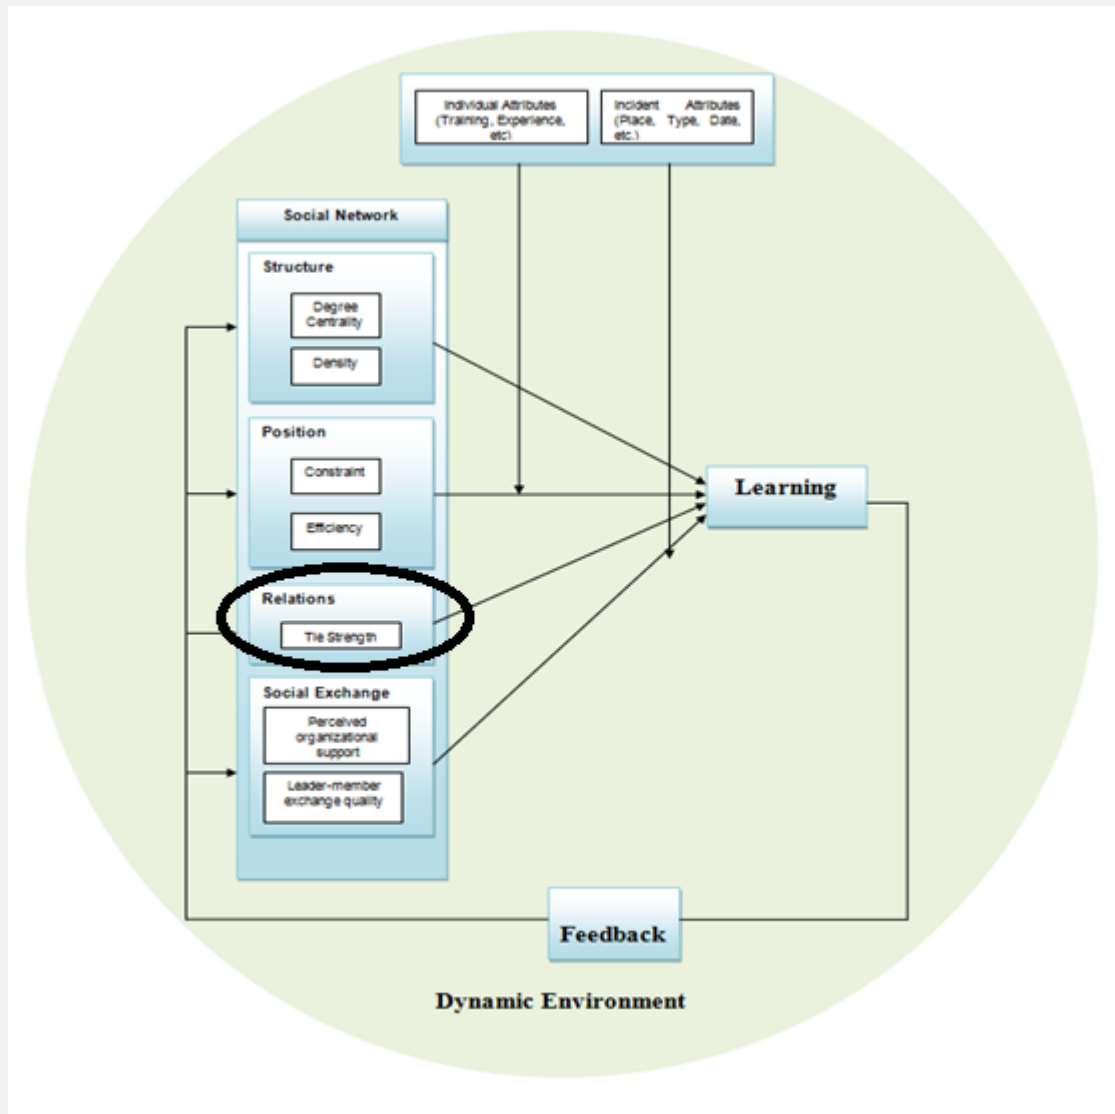 Individual Attributes
(Training, Experience,
etc)
Incident Attributes
(Place, Type, Date,
etc.)
Social Network
Structure
Degree
Centrality
Density
Position
Constraint
Efficiency
Relations
Tie Strength
Social Exchange
Perceived
organizational
support
Leader-member
exchange quality
Learning
Feedback
Dynamic Environment